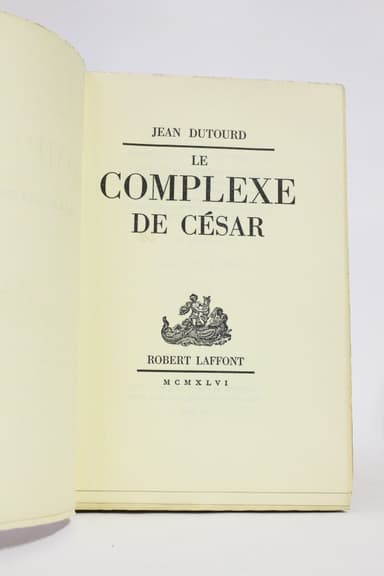 JEAN DUTOURD
LE
COMPLEXE
DE CÉSAR
ROBERT LAFFONT
MCMXLVI